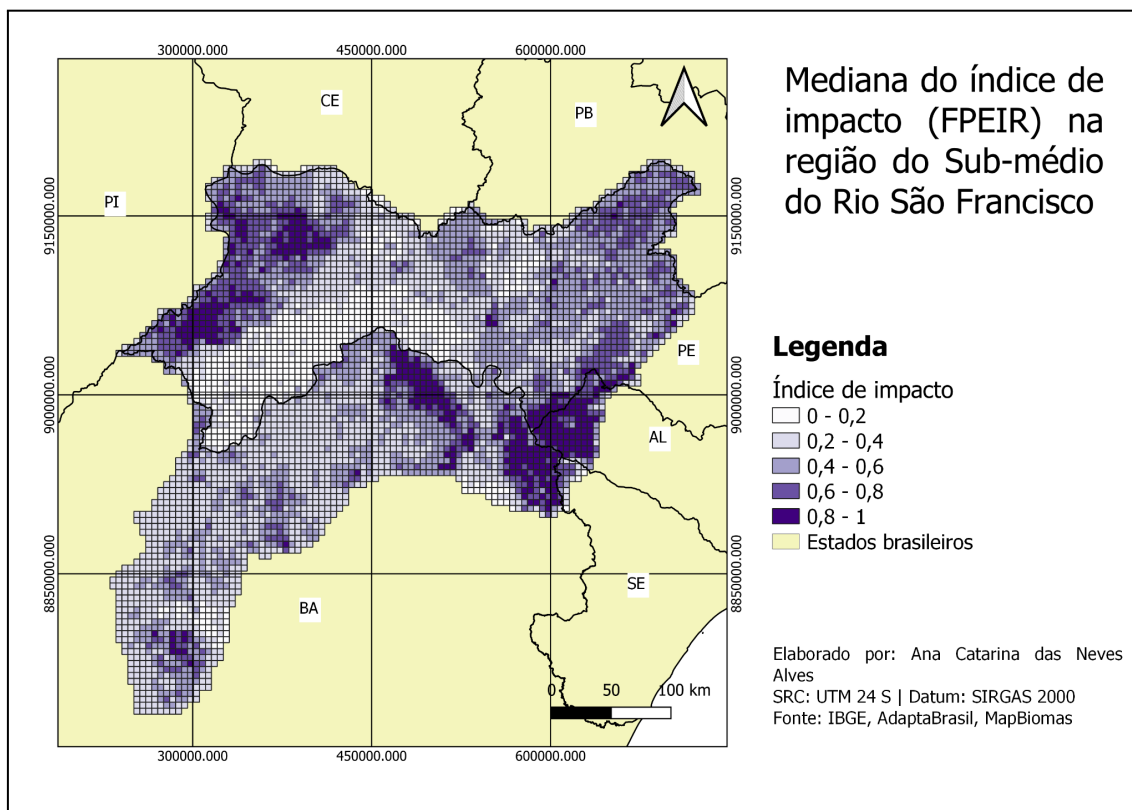 300000.000 450000.000 600000.000
Mediana do índice de
impacto (FPEIR) na
região do Sub-médio
do Rio São Francisco
CE
PB
PI
9150000.000 9150000.000
PE
9000000.000 9000000.000
AL
8850000.000 8850000.000
SE
BA
0 50 100 km
300000.000 450000.000 600000.000
Legenda
Índice de impacto
0 - 0,2
0,2 - 0,4
0,4 - 0,6
0,6 - 0,8
0,8 - 1
Estados brasileiros
Elaborado por: Ana Catarina das Neves
Alves
SRC: UTM 24 S | Datum: SIRGAS 2000
Fonte: IBGE, AdaptaBrasil, MapBiomas